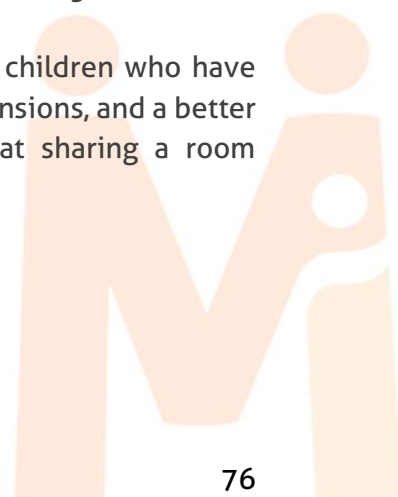 children who have
nsions, and a better
at sharing a room
76